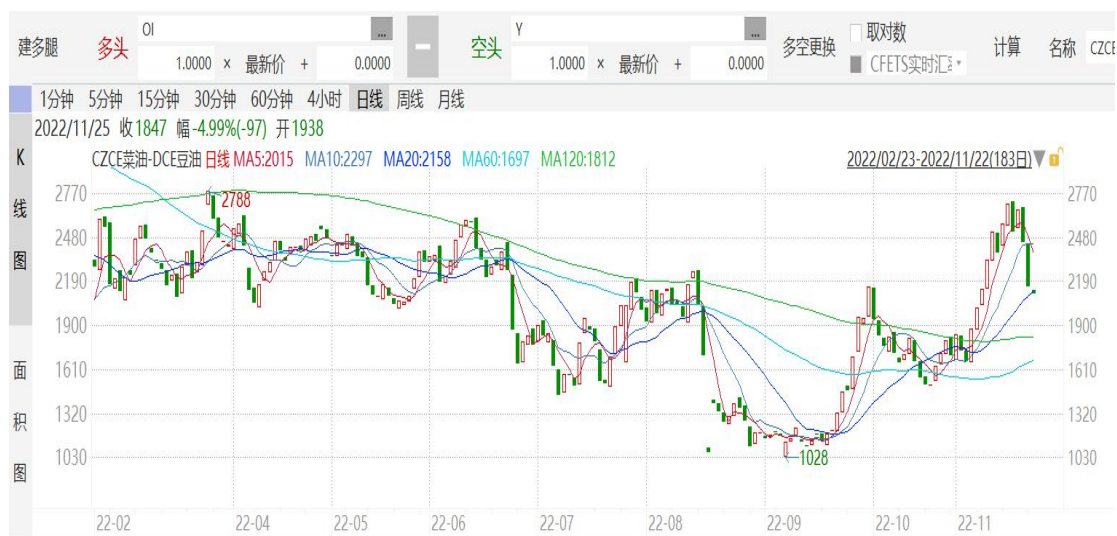 OI ... Y ... 取对数
建多腿 多头 空头 多空更换 计算 名称 CZCE
1.0000 × 最新价 + 0.0000 1.0000 × 最新价 + 0.0000 CFETS实时汇
1分钟 5分钟 15分钟 30分钟 60分钟 4小时 日线 周线 月线
2022/11/25 收1847 幅-4.99%(-97) 开1938
CZCE菜油-DCE豆油 日线 MA5:2015 MA10:2297 MA20:2158 MA60:1697 MA120:1812 2022/02/23-2022/11/22(183日)
K线图
面积图
2770 2788 2770
2480 2480
2190 2190
1900 1900
1610 1610
1320 1320
1030 1028 1030
22-02 22-04 22-05 22-06 22-07 22-08 22-09 22-10 22-11